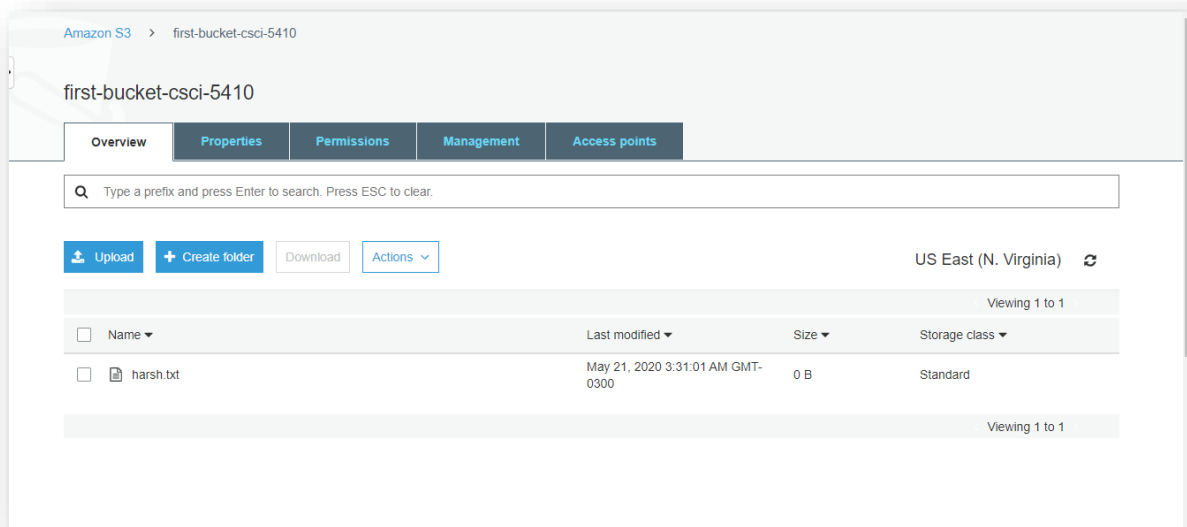 Amazon S3 > first-bucket-csci-5410
first-bucket-csci-5410
Overview Properties Permissions Management Access points
Type a prefix and press Enter to search. Press ESC to clear.
Upload Create folder Download Actions US East (N. Virginia)
Viewing 1 to 1
Name Last modified Size Storage class
harsh.txt May 21, 2020 3:31:01 AM GMT- 0 B Standard
0300
Viewing 1 to 1